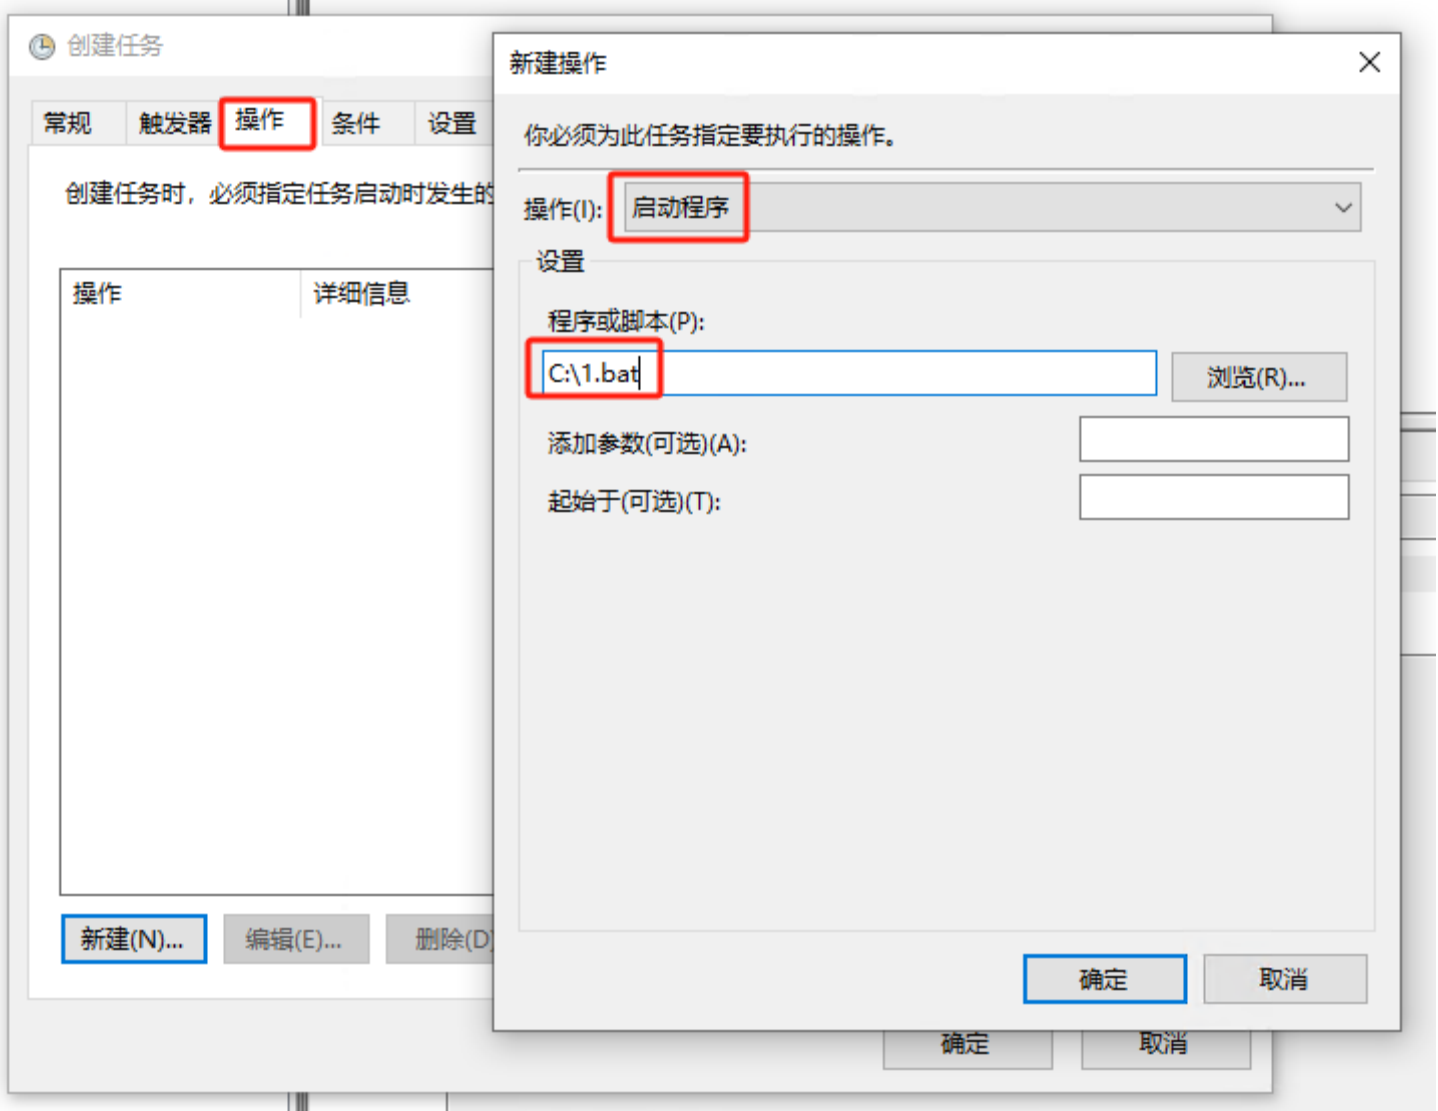 创建任务
常规
触发器
操作
条件
设置
创建任务时，必须指定任务启动时发生的
操作
详细信息
新建(N)...
编辑(E)...
删除(D)
新建操作
你必须为此任务指定要执行的操作。
操作(I):
启动程序
设置
程序或脚本(P):
C:\1.bat
浏览(R)...
添加参数(可选)(A):
起始于(可选)(T):
确定
取消
确定
取消